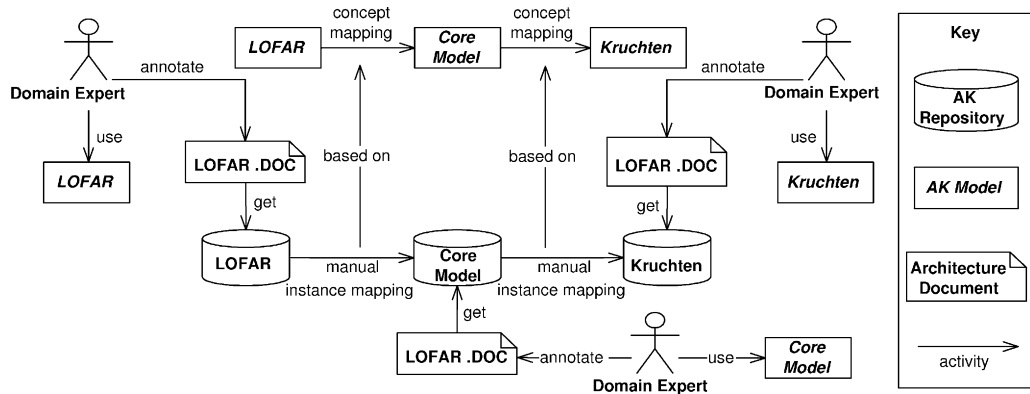 concept
mapping
concept
mapping
LOFAR
Core
Model
Kruchten
Key
annotate
annotate
Domain Expert
Domain Expert
AK
Repository
use
use
based on
based on
LOFAR .DOC
LOFAR .DOC
LOFAR
Kruchten
AK Model
get
get
LOFAR
manual
instance mapping
Core
Model
manual
instance mapping
Kruchten
Architecture
Document
get
LOFAR .DOC
annotate
use
Core
Model
Domain Expert
activity